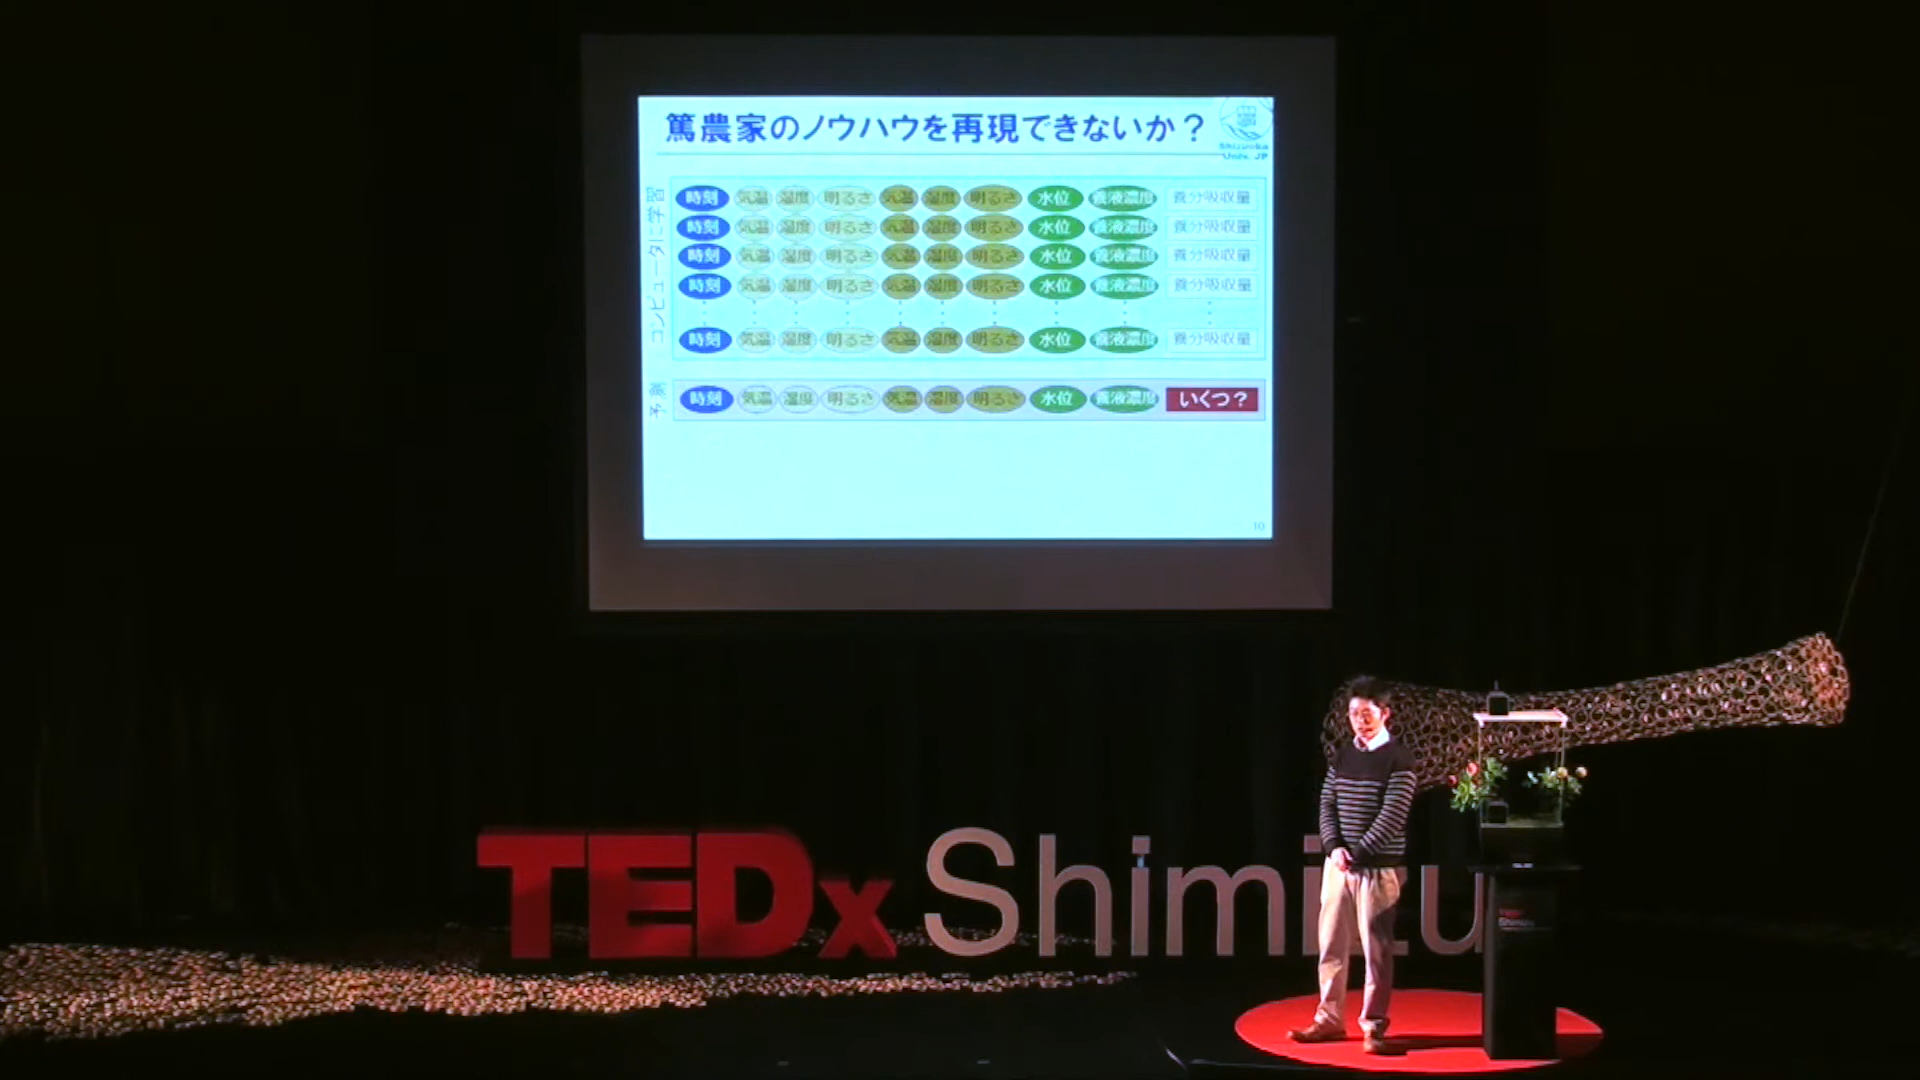 篤農家のノウハウを再現できないか？
Shizuoka
Univ. JP
コンピュータに学習
時刻 気温 湿度 明るさ 気温 湿度 明るさ 水位 養液濃度 養分吸収量
時刻 気温 湿度 明るさ 気温 湿度 明るさ 水位 養液濃度 養分吸収量
時刻 気温 湿度 明るさ 気温 湿度 明るさ 水位 養液濃度 養分吸収量
時刻 気温 湿度 明るさ 気温 湿度 明るさ 水位 養液濃度 養分吸収量
時刻 気温 湿度 明るさ 気温 湿度 明るさ 水位 養液濃度 養分吸収量
予測
時刻 気温 湿度 明るさ 気温 湿度 明るさ 水位 養液濃度 いくつ？
10
TEDxShimizu